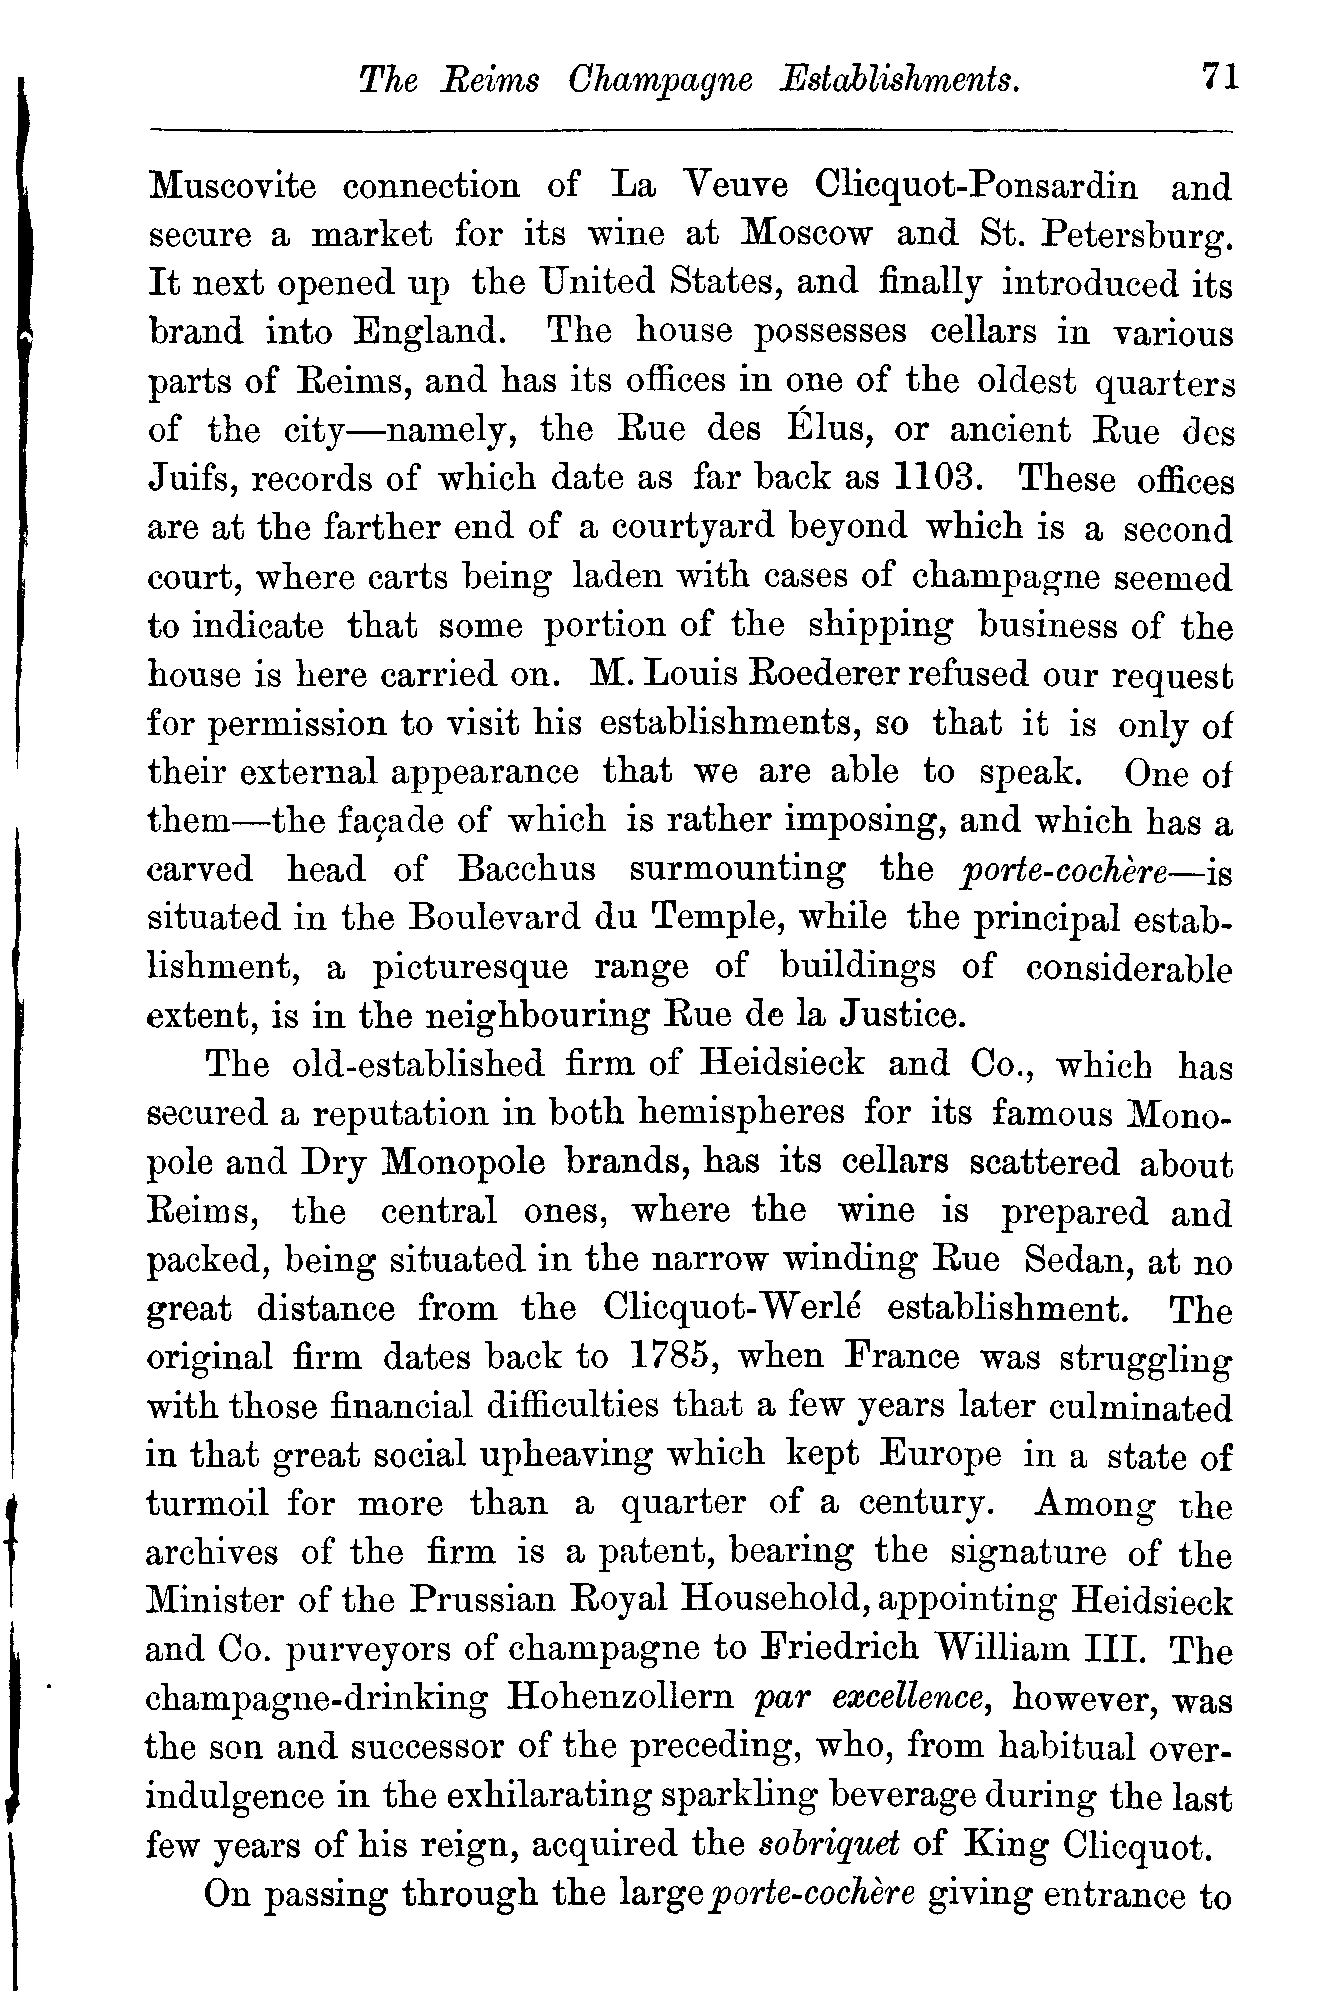 The Reims Champagne Establishments. 71
Muscovite connection of La Veuve Clicquot-Ponsardin and
secure a market for its wine at Moscow and St. Petersburg.
It next opened up the United States, and finally introduced its
brand into England. The house possesses cellars in various
parts of Reims, and has its offices in one of the oldest quarters
of the city—namely, the Rue des Élus, or ancient Rue des
Juifs, records of which date as far back as 1103. These offices
are at the farther end of a courtyard beyond which is a second
court, where carts being laden with cases of champagne seemed
to indicate that some portion of the shipping business of the
house is here carried on. M. Louis Roederer refused our request
for permission to visit his establishments, so that it is only of
their external appearance that we are able to speak. One of
them—the façade of which is rather imposing, and which has a
carved head of Bacchus surmounting the porte-cochère—is
situated in the Boulevard du Temple, while the principal estab-
lishment, a picturesque range of buildings of considerable
extent, is in the neighbouring Rue de la Justice.
The old-established firm of Heidsieck and Co., which has
secured a reputation in both hemispheres for its famous Mono-
pole and Dry Monopole brands, has its cellars scattered about
Reims, the central ones, where the wine is prepared and
packed, being situated in the narrow winding Rue Sedan, at no
great distance from the Clicquot-Werlé establishment. The
original firm dates back to 1785, when France was struggling
with those financial difficulties that a few years later culminated
in that great social upheaving which kept Europe in a state of
turmoil for more than a quarter of a century. Among the
archives of the firm is a patent, bearing the signature of the
Minister of the Prussian Royal Household, appointing Heidsieck
and Co. purveyors of champagne to Friedrich William III. The
champagne-drinking Hohenzollern par excellence, however, was
the son and successor of the preceding, who, from habitual over-
indulgence in the exhilarating sparkling beverage during the last
few years of his reign, acquired the sobriquet of King Clicquot.
On passing through the large porte-cochère giving entrance to